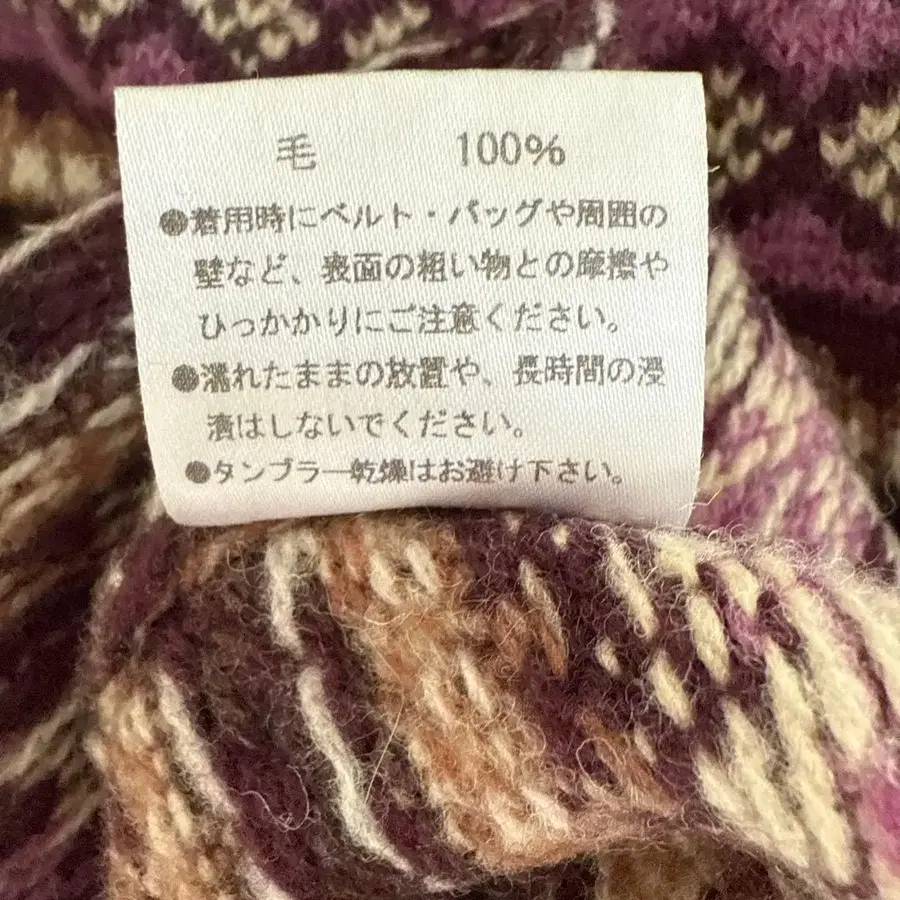 毛 100%
●着用時にベルト・バッグや周囲の
壁など、表面の粗い物との摩擦や
ひっかかりにご注意ください。
●濡れたままの放置や、長時間の浸
漬はしないでください。
●タンブラー乾燥はお避け下さい。